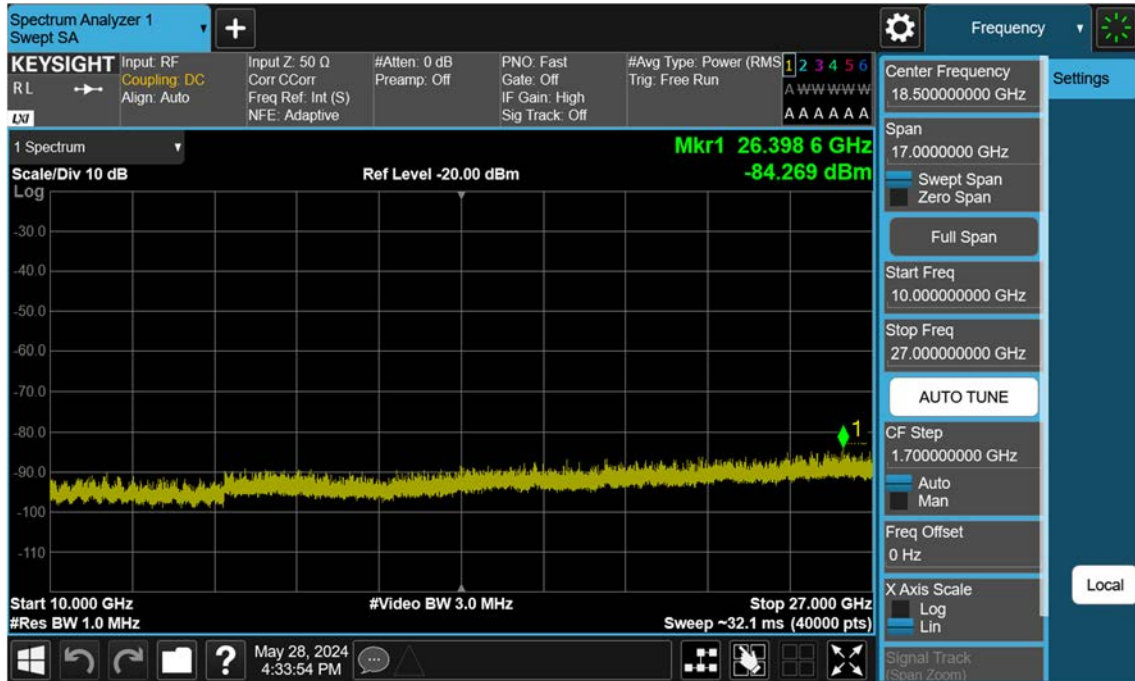 Spectrum Analyzer 1
Swept SA
+
Frequency
KEYSIGHT
R L
LXI
Input: RF
Coupling: DC
Align: Auto
Input Z: 50 Ω
Corr CCorr
Freq Ref: Int (S)
NFE: Adaptive
#Atten: 0 dB
Preamp: Off
PNO: Fast
Gate: Off
IF Gain: High
Sig Track: Off
#Avg Type: Power (RMS
Trig: Free Run
1 2 3 4 5 6
A W W W W W
A A A A A A
1 Spectrum
Scale/Div 10 dB
Ref Level -20.00 dBm
Mkr1 26.398 6 GHz
-84.269 dBm
Log
-30.0
-40.0
-50.0
-60.0
-70.0
-80.0
-90.0
-100
-110
1
Start 10.000 GHz
#Res BW 1.0 MHz
#Video BW 3.0 MHz
Stop 27.000 GHz
Sweep ~32.1 ms (40000 pts)
?
May 28, 2024
4:33:54 PM
Center Frequency
18.500000000 GHz
Span
17.0000000 GHz
Swept Span
Zero Span
Full Span
Start Freq
10.000000000 GHz
Stop Freq
27.000000000 GHz
AUTO TUNE
CF Step
1.700000000 GHz
Auto
Man
Freq Offset
0 Hz
X Axis Scale
Log
Lin
Signal Track
(Span Zoom)
Settings
Local